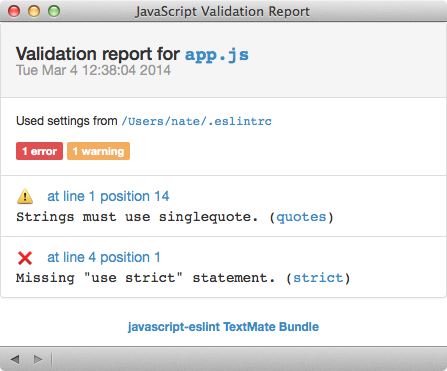 JavaScript Validation Report
Validation report for app.js
Tue Mar 4 12:38:04 2014
Used settings from /Users/nate/.eslintrc
1 error 1 warning
at line 1 position 14
Strings must use singlequote. (quotes)
at line 4 position 1
Missing "use strict" statement. (strict)
javascript-eslint TextMate Bundle